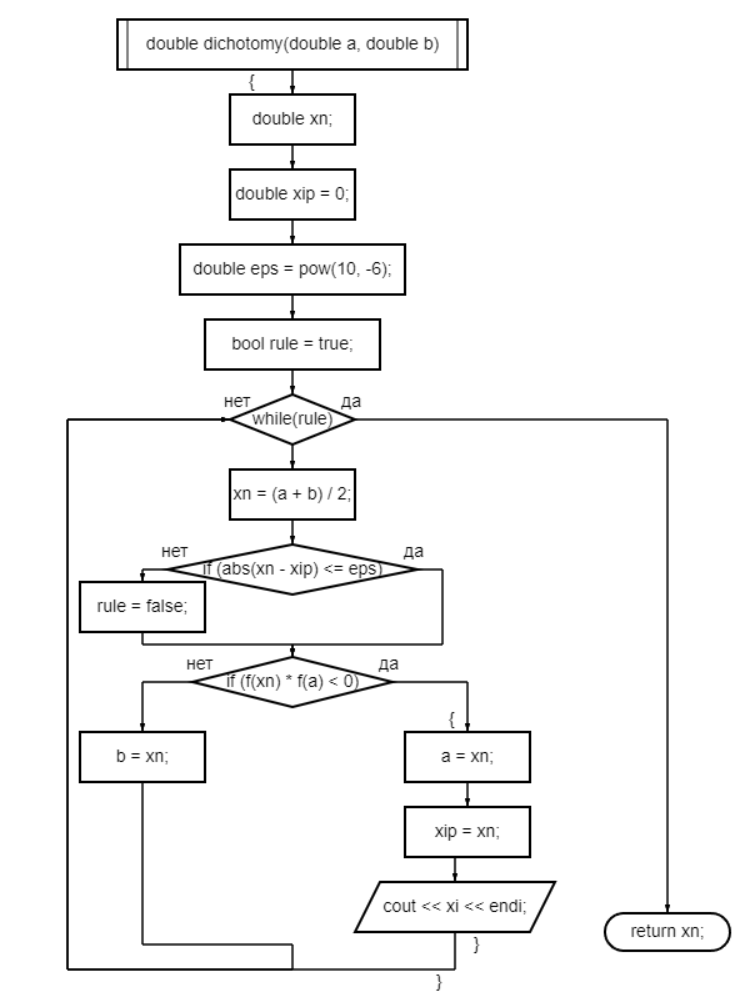 double dichotomy(double a, double b)
{
double xn;
double xip = 0;
double eps = pow(10, -6);
bool rule = true;
нет
да
while(rule)
xn = (a + b) / 2;
нет
да
if (abs(xn - xip) <= eps)
rule = false;
нет
да
if (f(xn) * f(a) < 0)
{
b = xn;
a = xn;
xip = xn;
cout << xi << endi;
return xn;
}
}